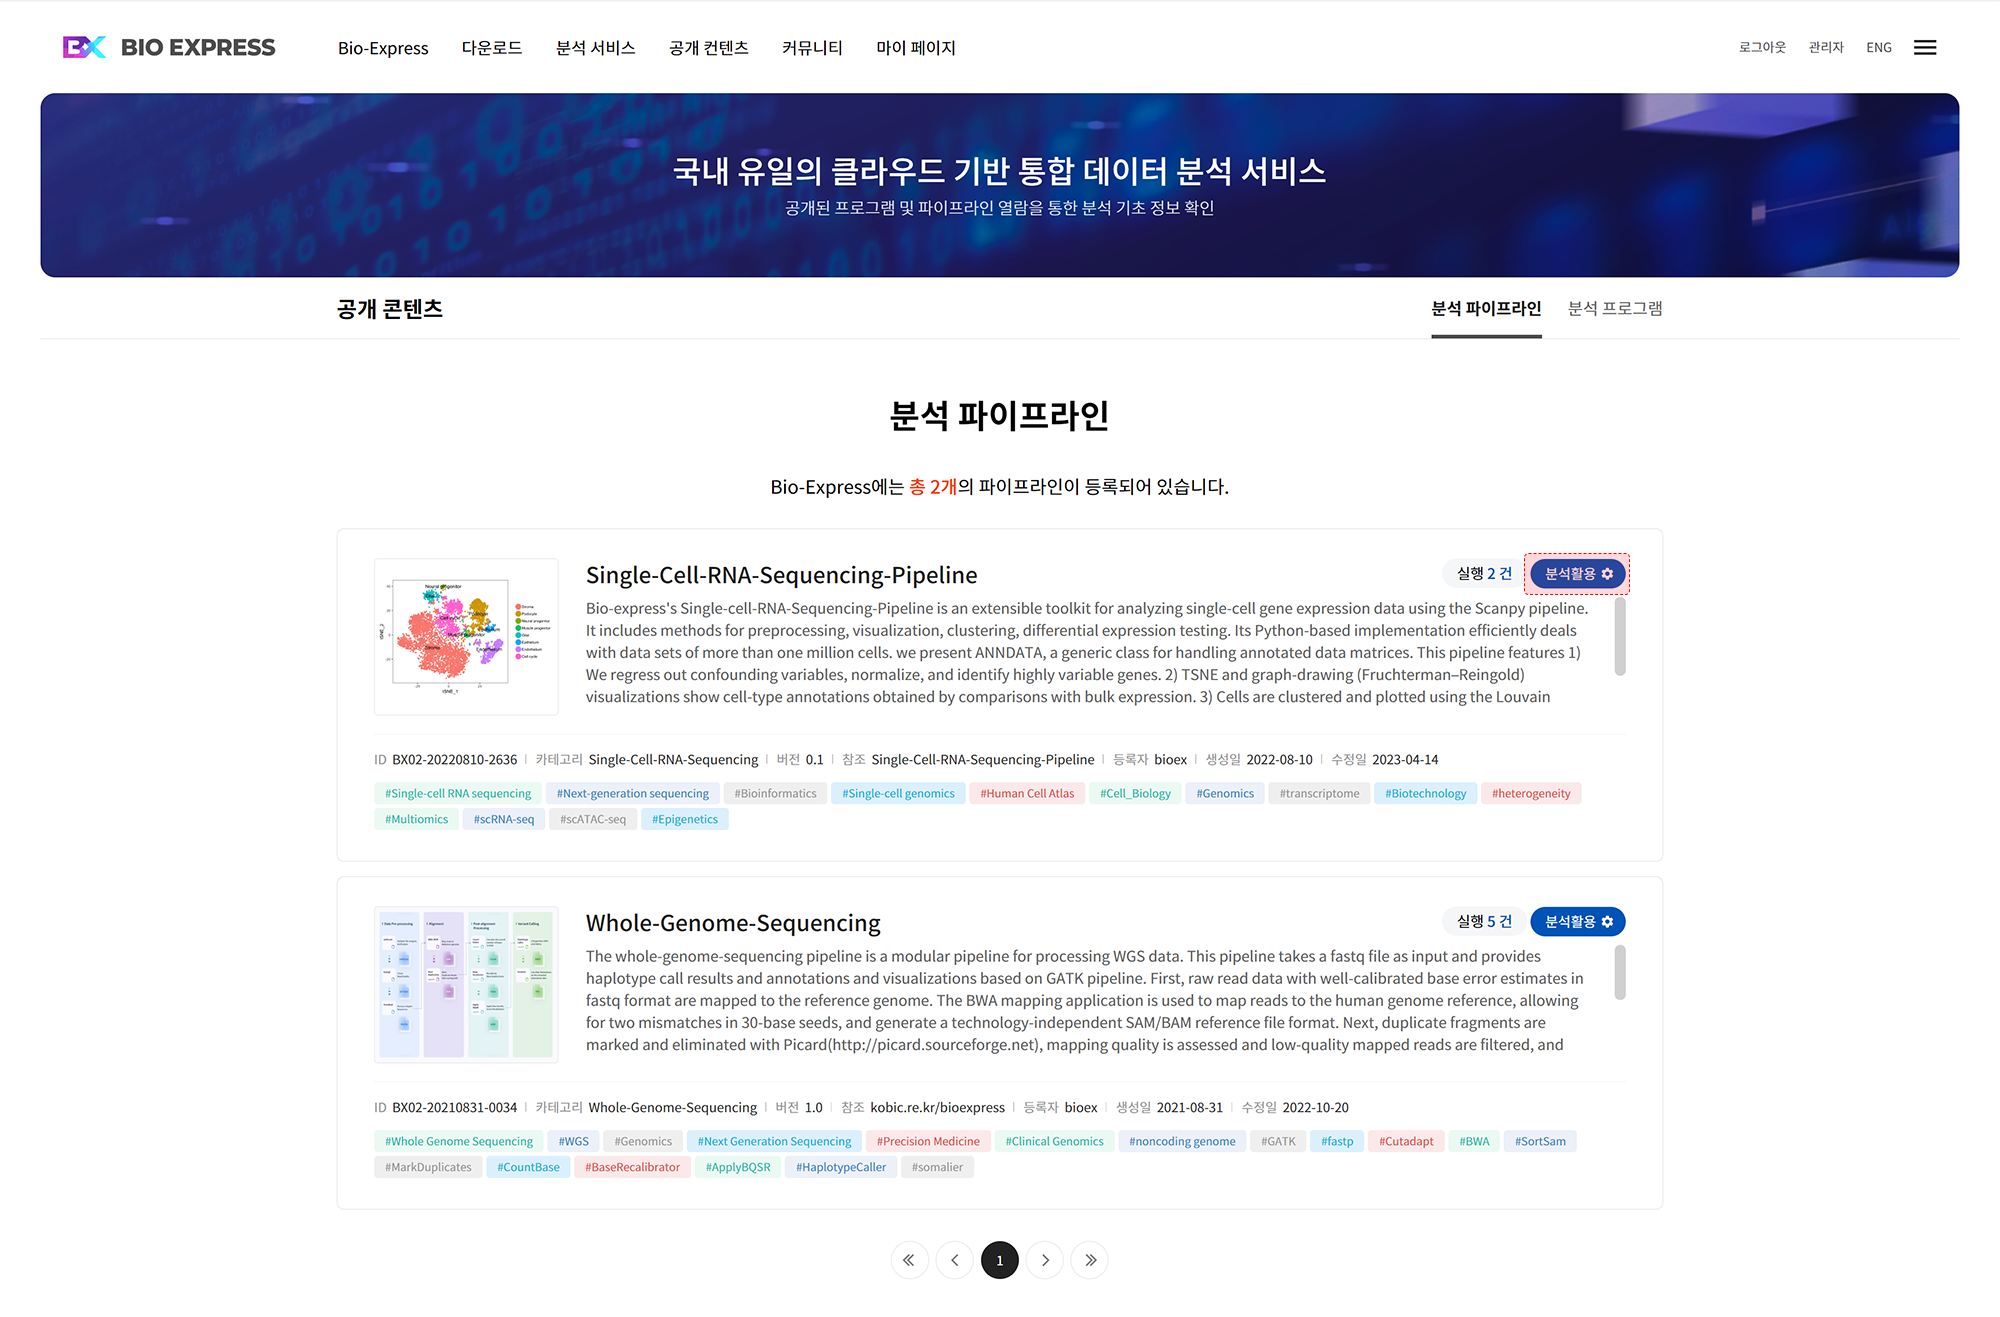 BX BIO EXPRESS
Bio-Express 다운로드 분석 서비스 공개 컨텐츠 커뮤니티 마이 페이지
로그아웃 관리자 ENG
국내 유일의 클라우드 기반 통합 데이터 분석 서비스
공개된 프로그램 및 파이프라인 열람을 통한 분석 기초 정보 확인
공개 콘텐츠
분석 파이프라인 분석 프로그램
분석 파이프라인
Bio-Express에는 총 2개의 파이프라인이 등록되어 있습니다.
Single-Cell-RNA-Sequencing-Pipeline
실행 2 건 분석활용
Bio-express's Single-cell-RNA-Sequencing-Pipeline is an extensible toolkit for analyzing single-cell gene expression data using the Scanpy pipeline.
It includes methods for preprocessing, visualization, clustering, differential expression testing. Its Python-based implementation efficiently deals
with data sets of more than one million cells. we present ANNDATA, a generic class for handling annotated data matrices. This pipeline features 1)
We regress out confounding variables, normalize, and identify highly variable genes. 2) TSNE and graph-drawing (Fruchterman–Reingold)
visualizations show cell-type annotations obtained by comparisons with bulk expression. 3) Cells are clustered and plotted using the Louvain
ID BX02-20220810-2636 카테고리 Single-Cell-RNA-Sequencing 버전 0.1 참조 Single-Cell-RNA-Sequencing-Pipeline 등록자 bioex 생성일 2022-08-10 수정일 2023-04-14
#Single-cell RNA sequencing #Next-generation sequencing #Bioinformatics #Single-cell genomics #Human Cell Atlas #Cell_Biology #Genomics #transcriptome #Biotechnology #heterogeneity
#Multiomics #scRNA-seq #scATAC-seq #Epigenetics
Whole-Genome-Sequencing
실행 5 건 분석활용
The whole-genome-sequencing pipeline is a modular pipeline for processing WGS data. This pipeline takes a fastq file as input and provides
haplotype call results and annotations and visualizations based on GATK pipeline. First, raw read data with well-calibrated base error estimates in
fastq format are mapped to the reference genome. The BWA mapping application is used to map reads to the human genome reference, allowing
for two mismatches in 30-base seeds, and generate a technology-independent SAM/BAM reference file format. Next, duplicate fragments are
marked and eliminated with Picard(http://picard.sourceforge.net), mapping quality is assessed and low-quality mapped reads are filtered, and
ID BX02-20210831-0034 카테고리 Whole-Genome-Sequencing 버전 1.0 참조 kobic.re.kr/bioexpress 등록자 bioex 생성일 2021-08-31 수정일 2022-10-20
#Whole Genome Sequencing #WGS #Genomics #Next Generation Sequencing #Precision Medicine #Clinical Genomics #noncoding genome #GATK #fastp #Cutadapt #BWA #SortSam
#MarkDuplicates #CountBase #BaseRecalibrator #ApplyBQSR #HaplotypeCaller #somalier
1